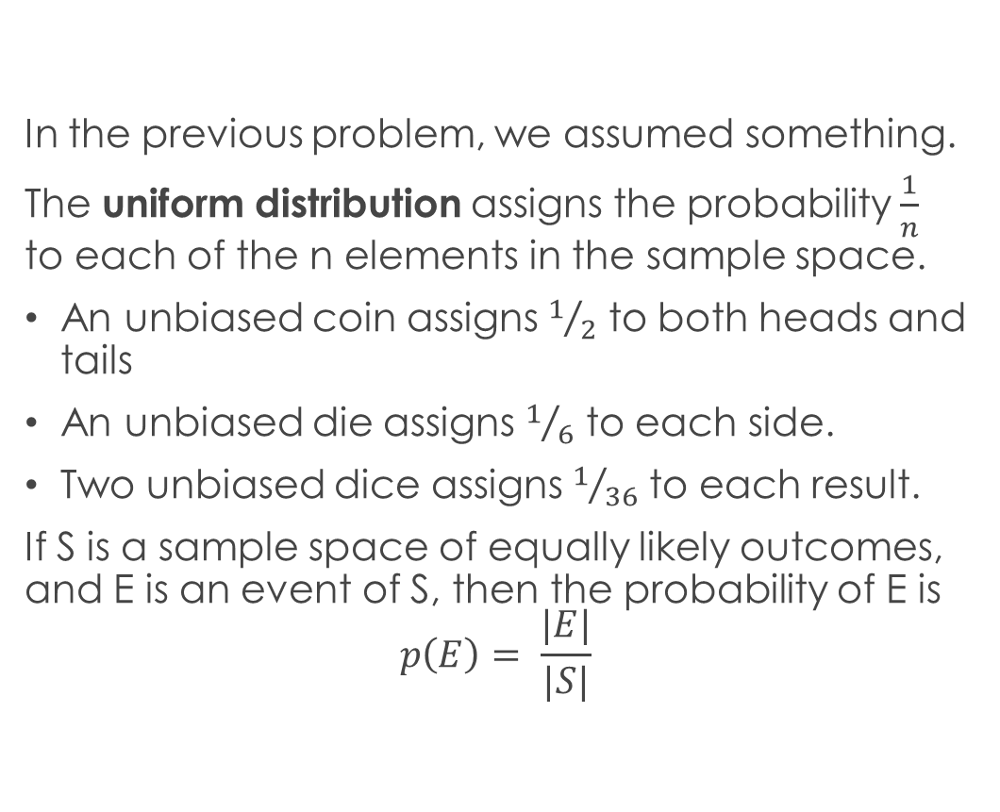 In the previous problem, we assumed something.
The uniform distribution assigns the probability 1/n
to each of the n elements in the sample space.
• An unbiased coin assigns 1/2 to both heads and
tails
• An unbiased die assigns 1/6 to each side.
• Two unbiased dice assigns 1/36 to each result.
If S is a sample space of equally likely outcomes,
and E is an event of S, then the probability of E is
p(E) = |E|/|S|